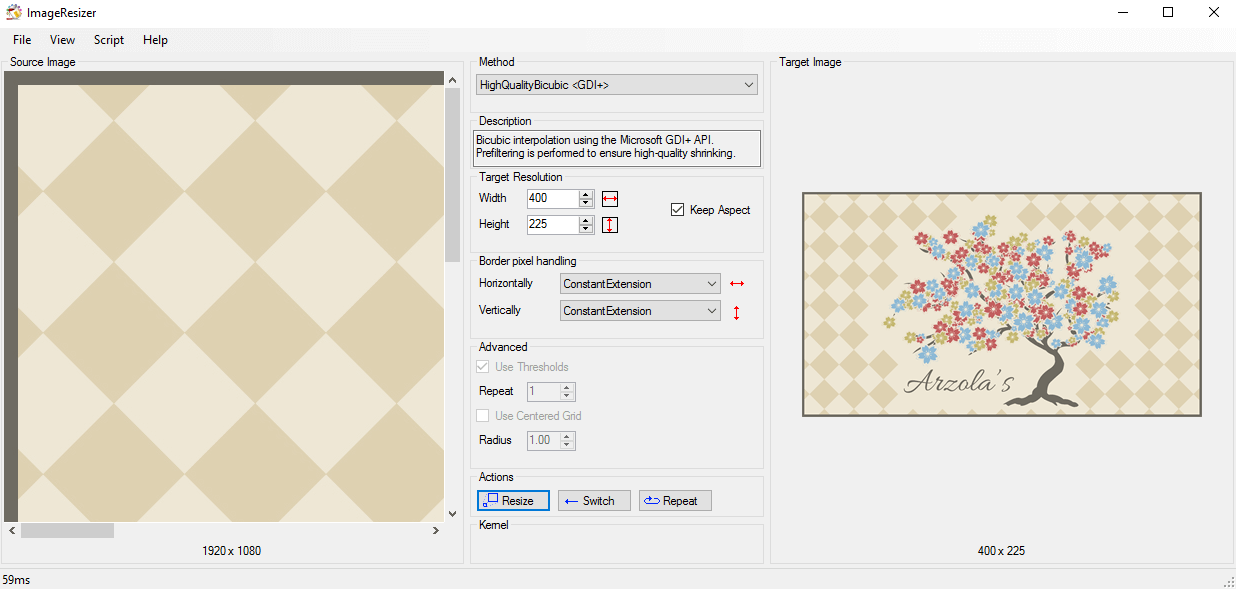 ImageResizer
File View Script Help
Source Image
1920 x 1080
Method
HighQualityBicubic <GDI+>
Description
Bicubic interpolation using the Microsoft GDI+ API.
Prefiltering is performed to ensure high-quality shrinking.
Target Resolution
Width 400
Keep Aspect
Height 225
Border pixel handling
Horizontally ConstantExtension
Vertically ConstantExtension
Advanced
Use Thresholds
Repeat 1
Use Centered Grid
Radius 1.00
Actions
Resize Switch Repeat
Kernel
Target Image
Arzola's
400 x 225
59ms